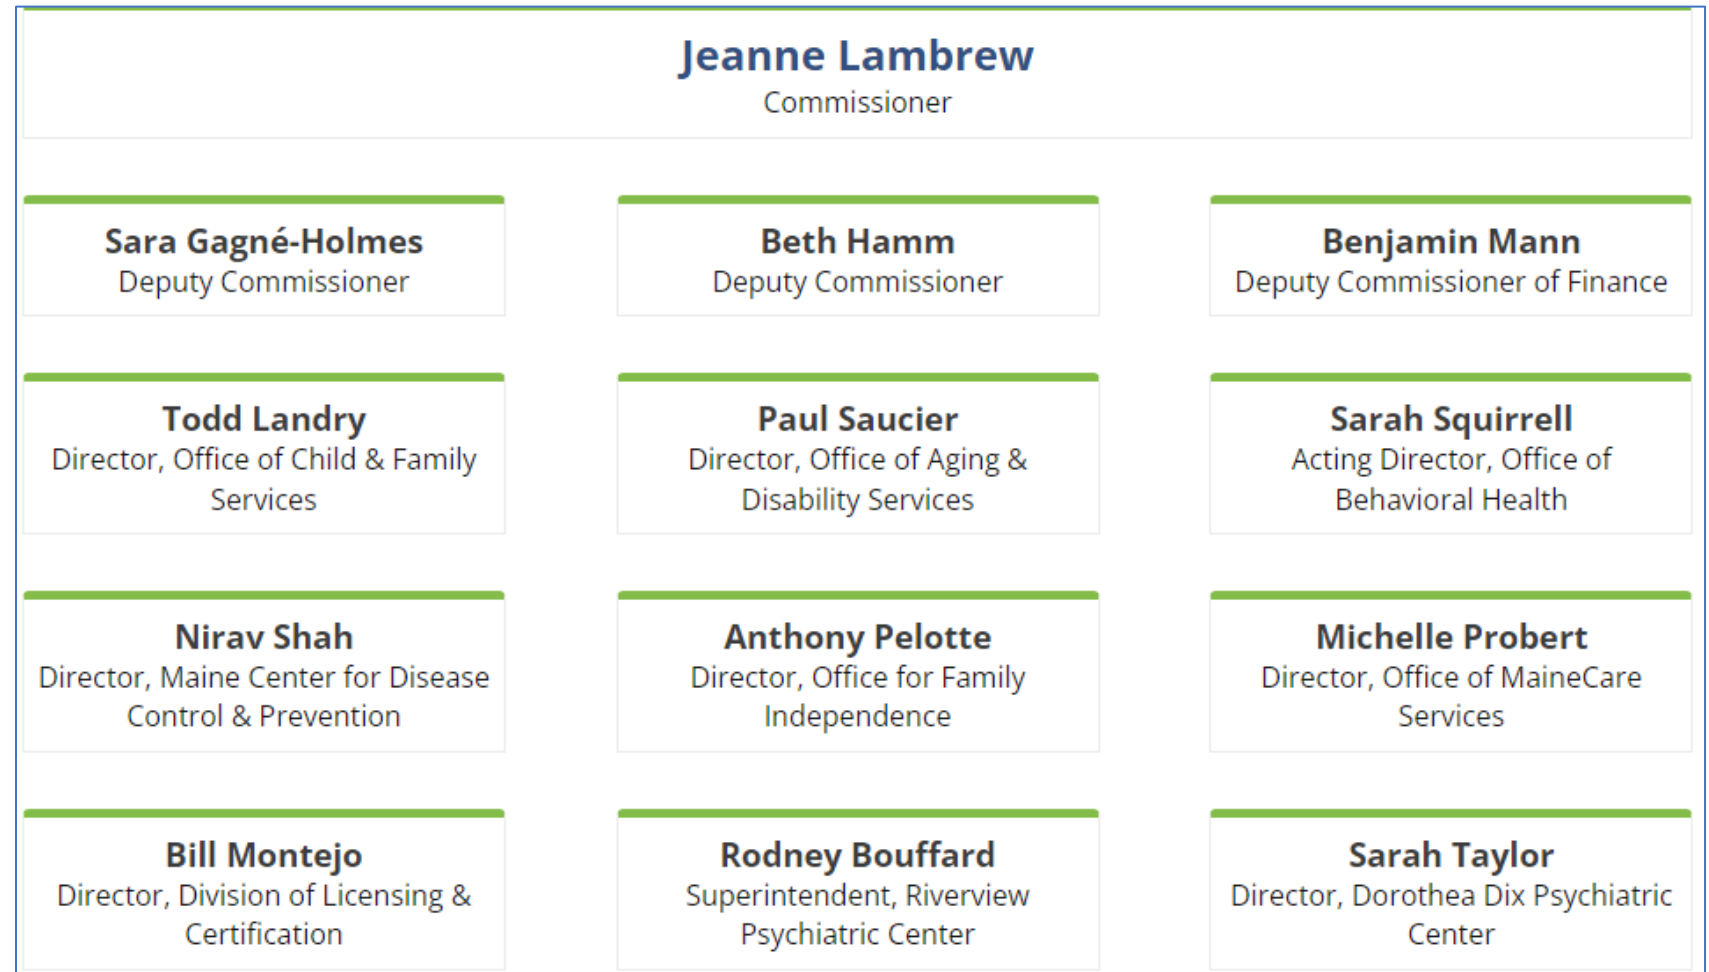 Jeanne Lambrew
Commissioner
Sara Gagné-Holmes
Deputy Commissioner
Beth Hamm
Deputy Commissioner
Benjamin Mann
Deputy Commissioner of Finance
Todd Landry
Director, Office of Child & Family
Services
Paul Saucier
Director, Office of Aging &
Disability Services
Sarah Squirrell
Acting Director, Office of
Behavioral Health
Nirav Shah
Director, Maine Center for Disease
Control & Prevention
Anthony Pelotte
Director, Office for Family
Independence
Michelle Probert
Director, Office of MaineCare
Services
Bill Montejo
Director, Division of Licensing &
Certification
Rodney Bouffard
Superintendent, Riverview
Psychiatric Center
Sarah Taylor
Director, Dorothea Dix Psychiatric
Center